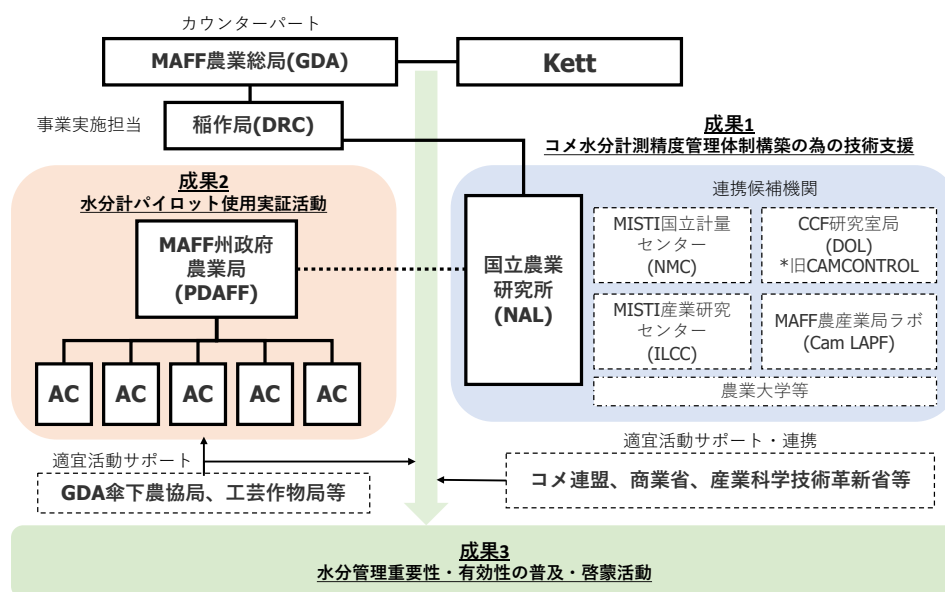 カウンターパート
MAFF農業総局(GDA)
Kett
事業実施担当
稲作局(DRC)
成果1
コメ水分計測精度管理体制構築の為の技術支援
成果2
水分計パイロット使用実証活動
連携候補機関
MAFF州政府
農業局
(PDAFF)
国立農業
研究所
(NAL)
MISTI国立計量
センター
(NMC)
CCF研究室局
(DOL)
*旧CAMCONTROL
MISTI産業研究
センター
(ILCC)
MAFF農産業局ラボ
(Cam LAPF)
農業大学等
AC
AC
AC
AC
AC
適宜活動サポート
GDA傘下農協局、工芸作物局等
適宜活動サポート・連携
コメ連盟、商業省、産業科学技術革新省等
成果3
水分管理重要性・有効性の普及・啓蒙活動